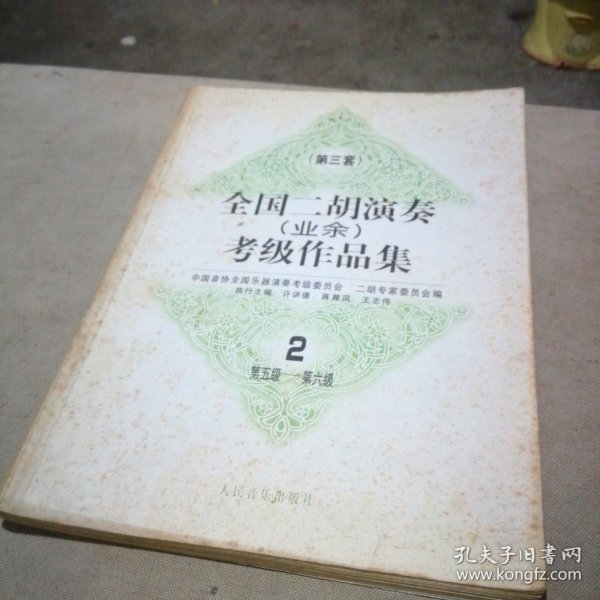 （第三套）
全国二胡演奏
（业余）
考级作品集
中国音协全国乐器演奏考级委员会 二胡专家委员会编
执行主编 许讲德 蒋巽风 王志伟
2
第五级——第六级
人民音乐出版社
孔夫子旧书网
www.kongfz.com